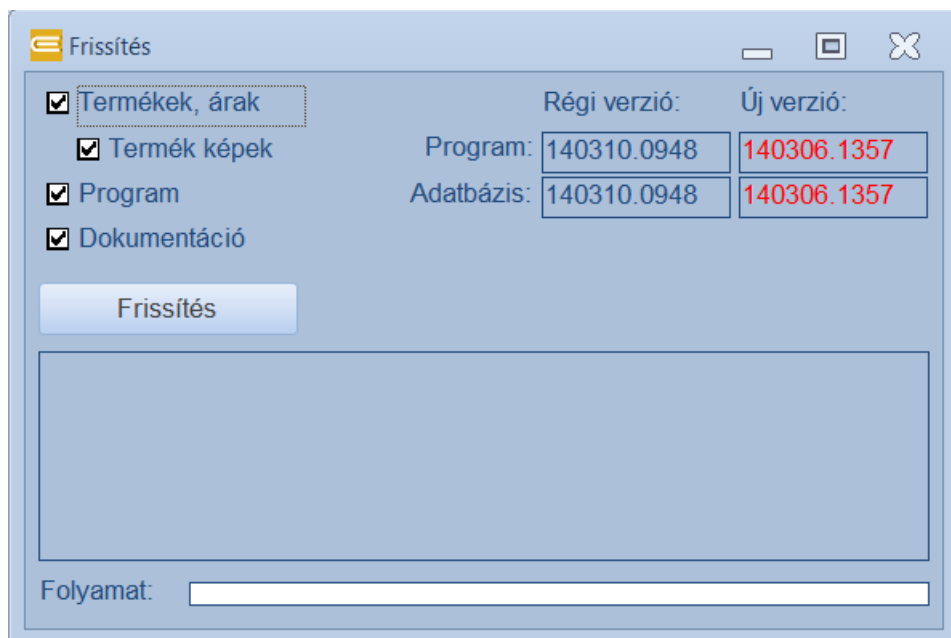 Frissítés
Termékek, árak Régi verzió: Új verzió:
Termék képek Program: 140310.0948 140306.1357
Program Adatbázis: 140310.0948 140306.1357
Dokumentáció
Frissítés
Folyamat: